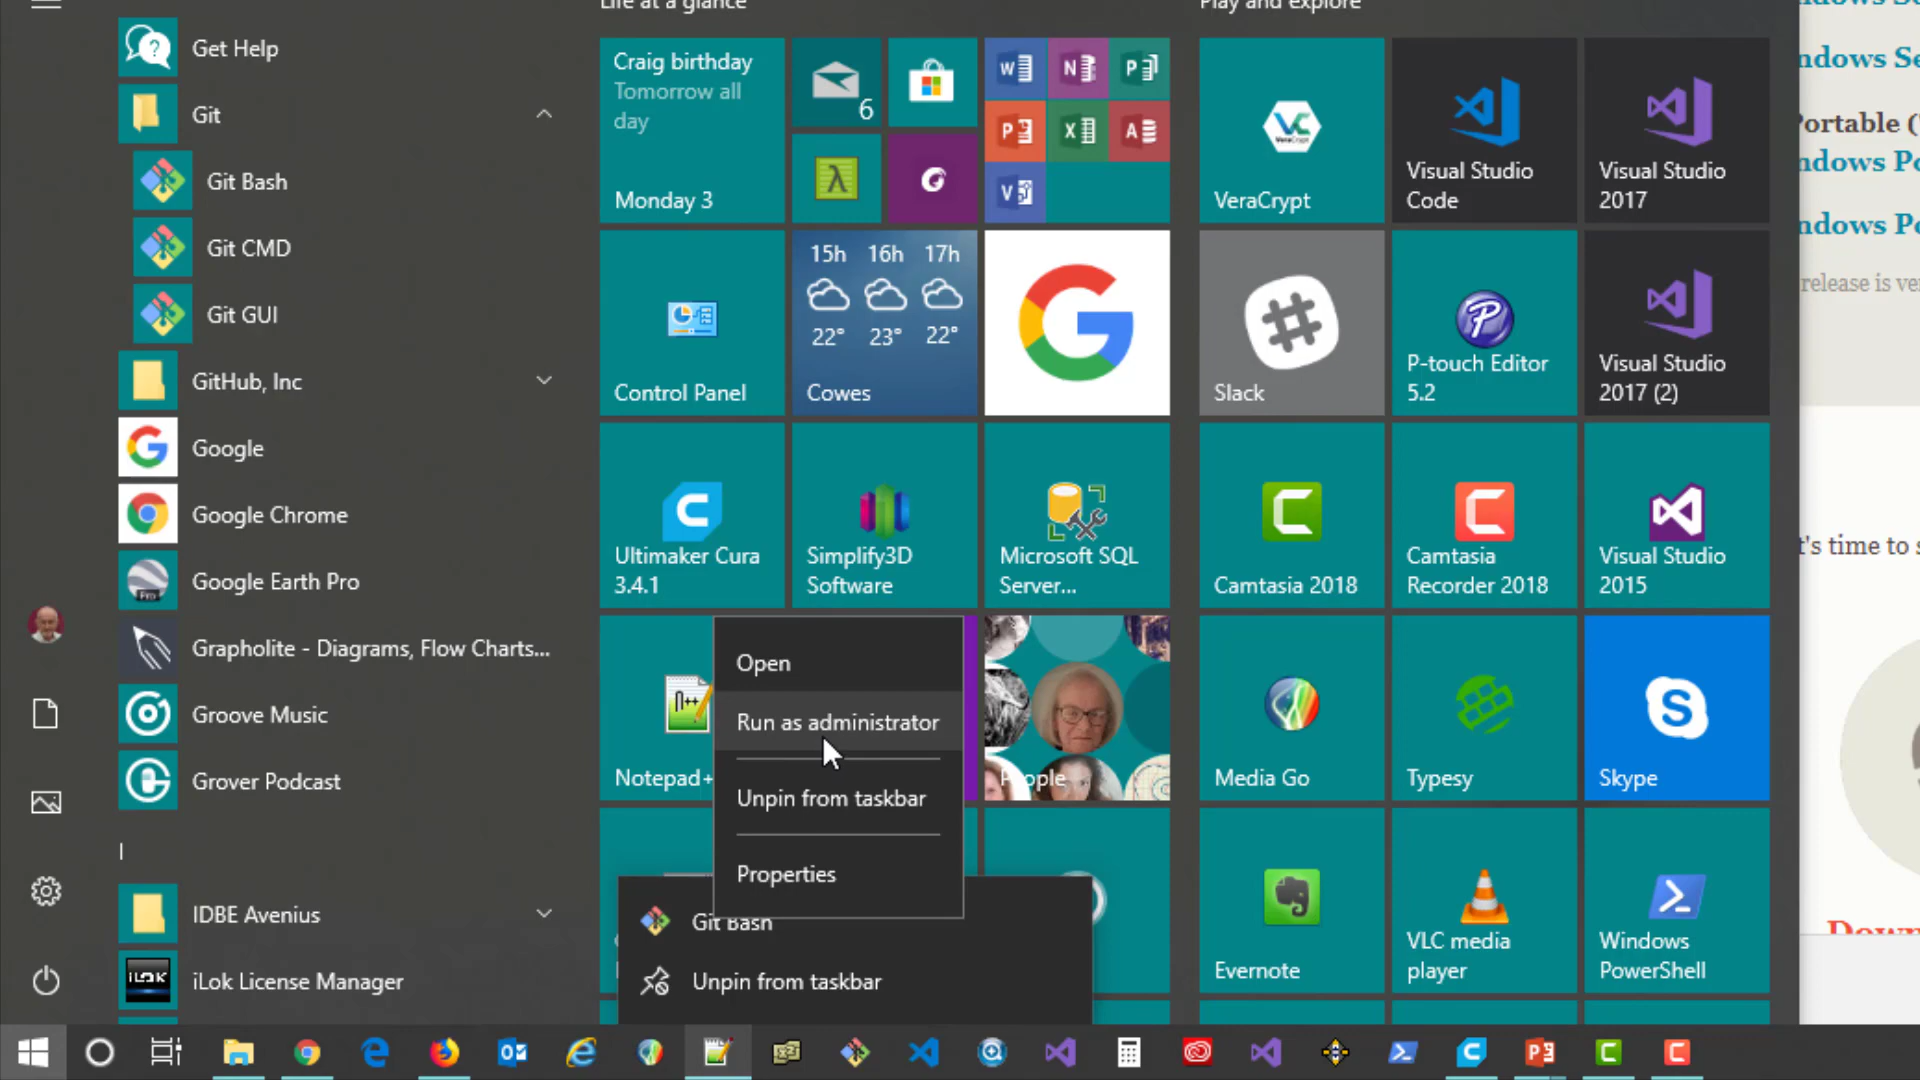 Life at a glance
Play and explore
Get Help
Git
Git Bash
Git CMD
Git GUI
GitHub, Inc
Google
Google Chrome
Google Earth Pro
Grapholite - Diagrams, Flow Charts...
Groove Music
Grover Podcast
I
IDBE Avenius
iLok License Manager
Craig birthday
Tomorrow all
day
Monday 3
6
VeraCrypt
Visual Studio
Code
Visual Studio
2017
Control Panel
15h 16h 17h
22° 23° 22°
Cowes
Slack
P-touch Editor
5.2
Visual Studio
2017 (2)
Ultimaker Cura
3.4.1
Simplify3D
Software
Microsoft SQL
Server...
Camtasia 2018
Camtasia
Recorder 2018
Visual Studio
2015
Notepad+
People
Media Go
Typesy
Skype
Open
Run as administrator
Unpin from taskbar
Properties
Git Bash
Unpin from taskbar
Evernote
VLC media
player
Windows
PowerShell
ndows Se
Portable (
ndows Po
ndows Po
release is ver
t's time to s